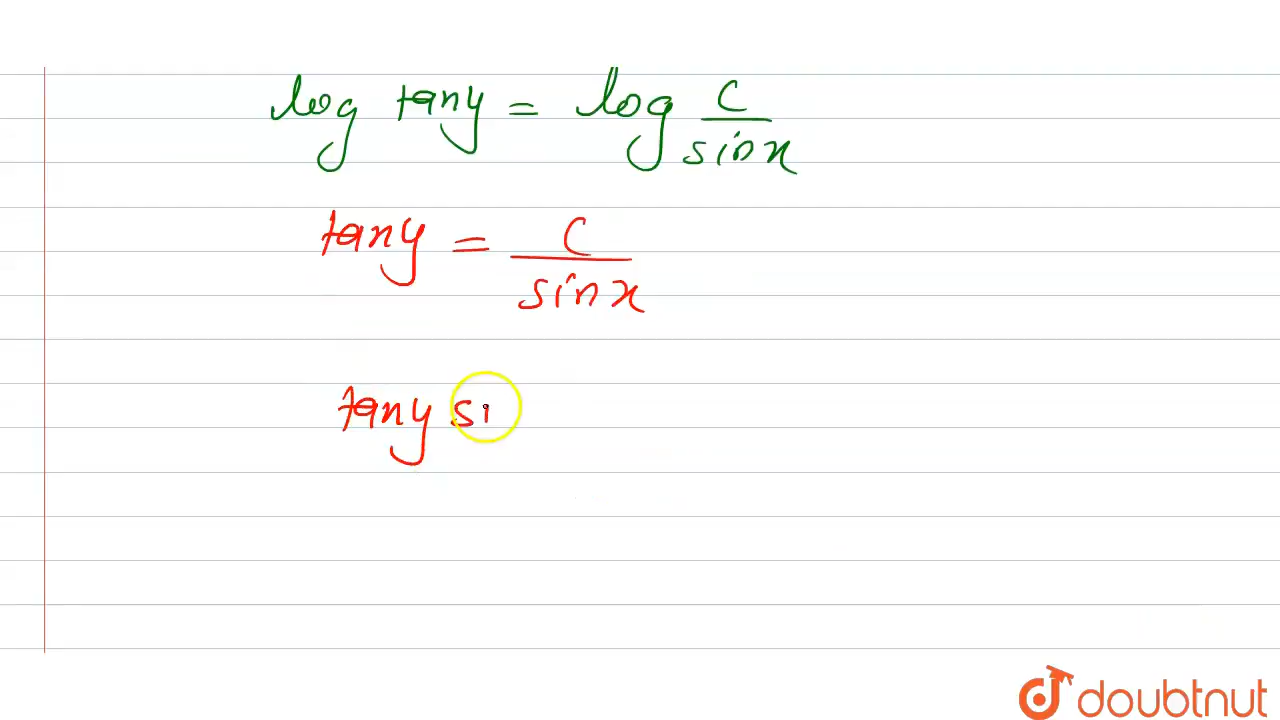 log tany = log C/sinx
tany = C/sinx
tany si
doubtnut